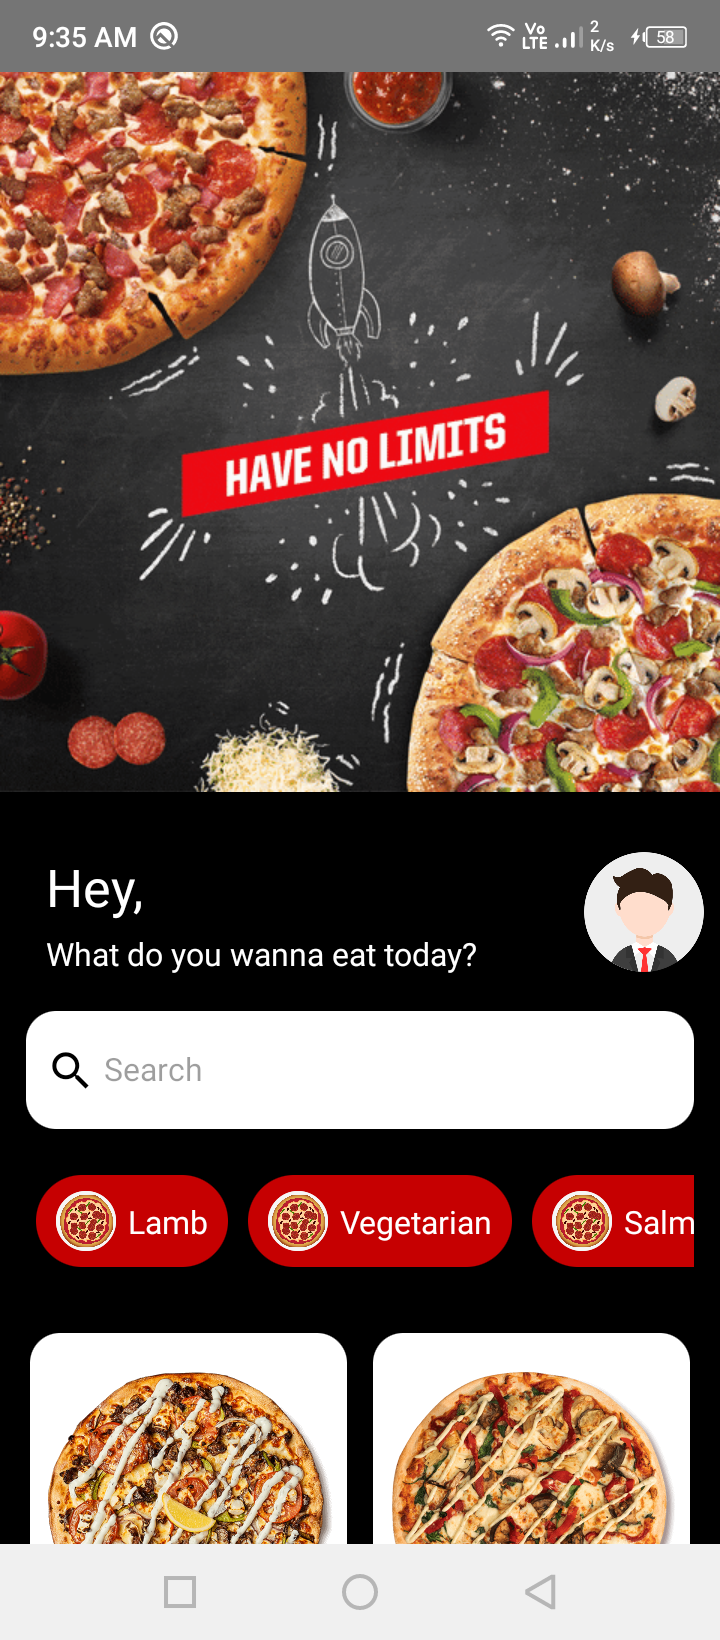 9:35 AM
Vo
LTE
2
K/s
58
HAVE NO LIMITS
Hey,
What do you wanna eat today?
Search
Lamb
Vegetarian
Salm